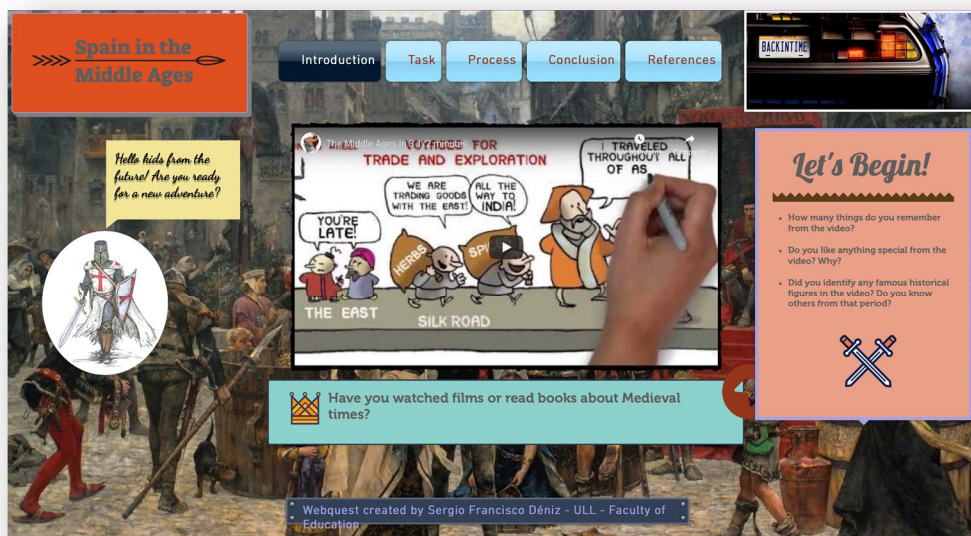 Spain in the
Middle Ages
Introduction
Task
Process
Conclusion
References
BACKINTIME
Hello kids from the
future! Are you ready
for a new adventure?
The Middle Ages in 3 1/2 minutes
FOR
TRADE AND EXPLORATION
I TRAVELED
THROUGHOUT ALL
OF AS
WE ARE
TRADING GOODS
WITH THE EAST!
ALL THE
WAY TO
INDIA!
YOU'RE
LATE!
HERBS
SPI
THE EAST
SILK ROAD
Let's Begin!
• How many things do you remember
from the video?
• Do you like anything special from the
video? Why?
• Did you identify any famous historical
figures in the video? Do you know
others from that period?
Have you watched films or read books about Medieval
times?
Webquest created by Sergio Francisco Déniz - ULL - Faculty of
Education